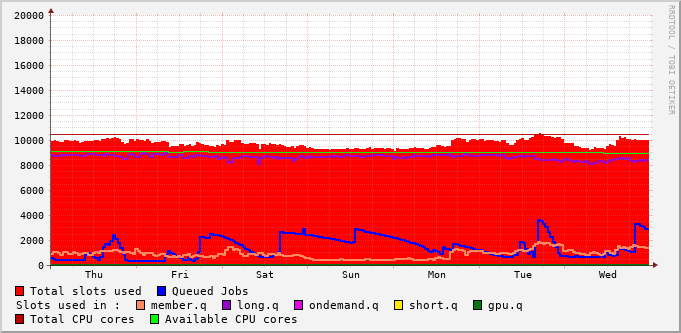 RRDTOOL / TOBI OETIKER
20000
18000
16000
14000
12000
10000
8000
6000
4000
2000
0
Thu Fri Sat Sun Mon Tue Wed
Total slots used Queued Jobs
Slots used in : member.q long.q ondemand.q short.q gpu.q
Total CPU cores Available CPU cores